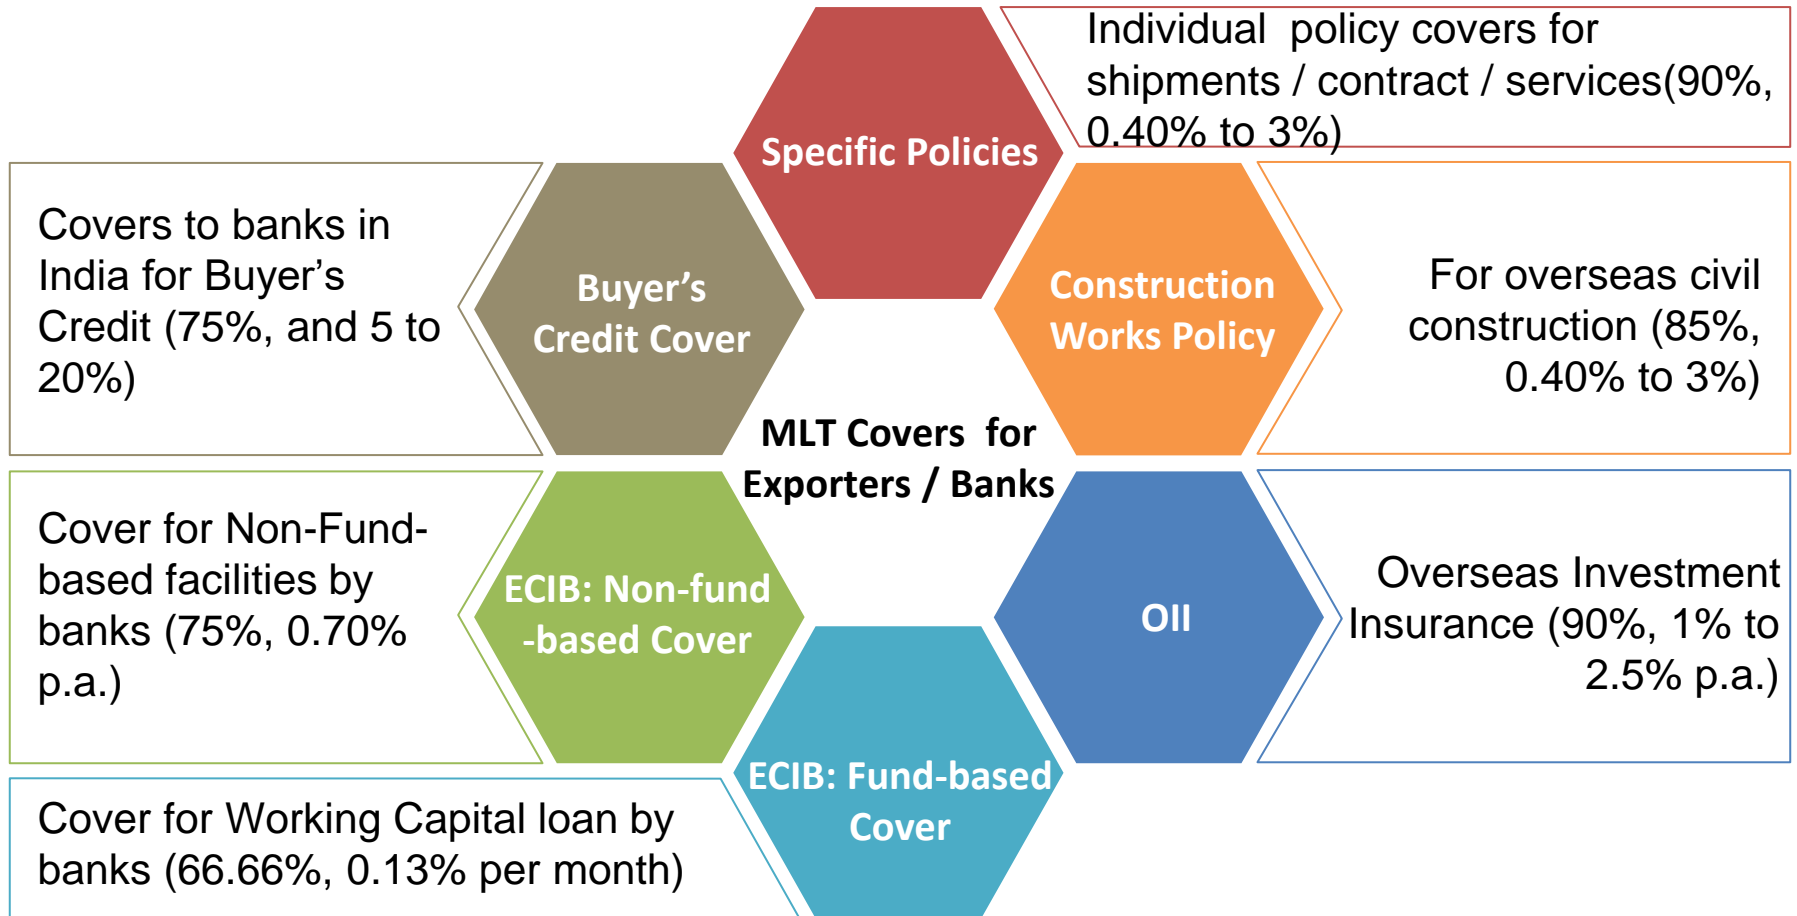 Individual  policy covers for
shipments / contract / services(90%,
0.40% to 3%)
Specific Policies
Covers to banks in
India for Buyer’s
Credit (75%, and 5 to
20%)
Buyer’s
Credit Cover
Construction
Works Policy
For overseas civil
construction (85%,
0.40% to 3%)
MLT Covers  for
Exporters / Banks
Cover for Non-Fund-
based facilities by
banks (75%, 0.70%
p.a.)
ECIB: Non-fund
-based Cover
OII
Overseas Investment
Insurance (90%, 1% to
2.5% p.a.)
ECIB: Fund-based
Cover
Cover for Working Capital loan by
banks (66.66%, 0.13% per month)